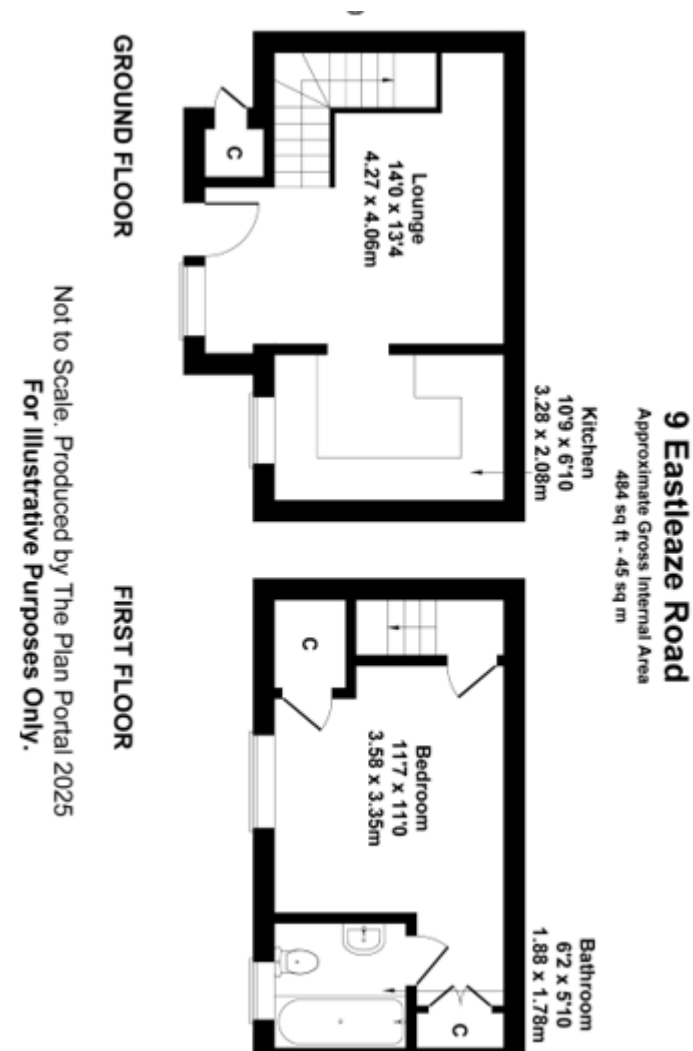 9 Eastleaze Road
Approximate Gross Internal Area
484 sq ft - 45 sq m
Kitchen
10'9 x 6'10
3.28 x 2.08m
Bathroom
6'2 x 5'10
1.88 x 1.78m
Lounge
14'0 x 13'4
4.27 x 4.06m
C
Bedroom
11'7 x 11'0
3.58 x 3.35m
C
C
GROUND FLOOR
FIRST FLOOR
Not to Scale. Produced by The Plan Portal 2025
For Illustrative Purposes Only.